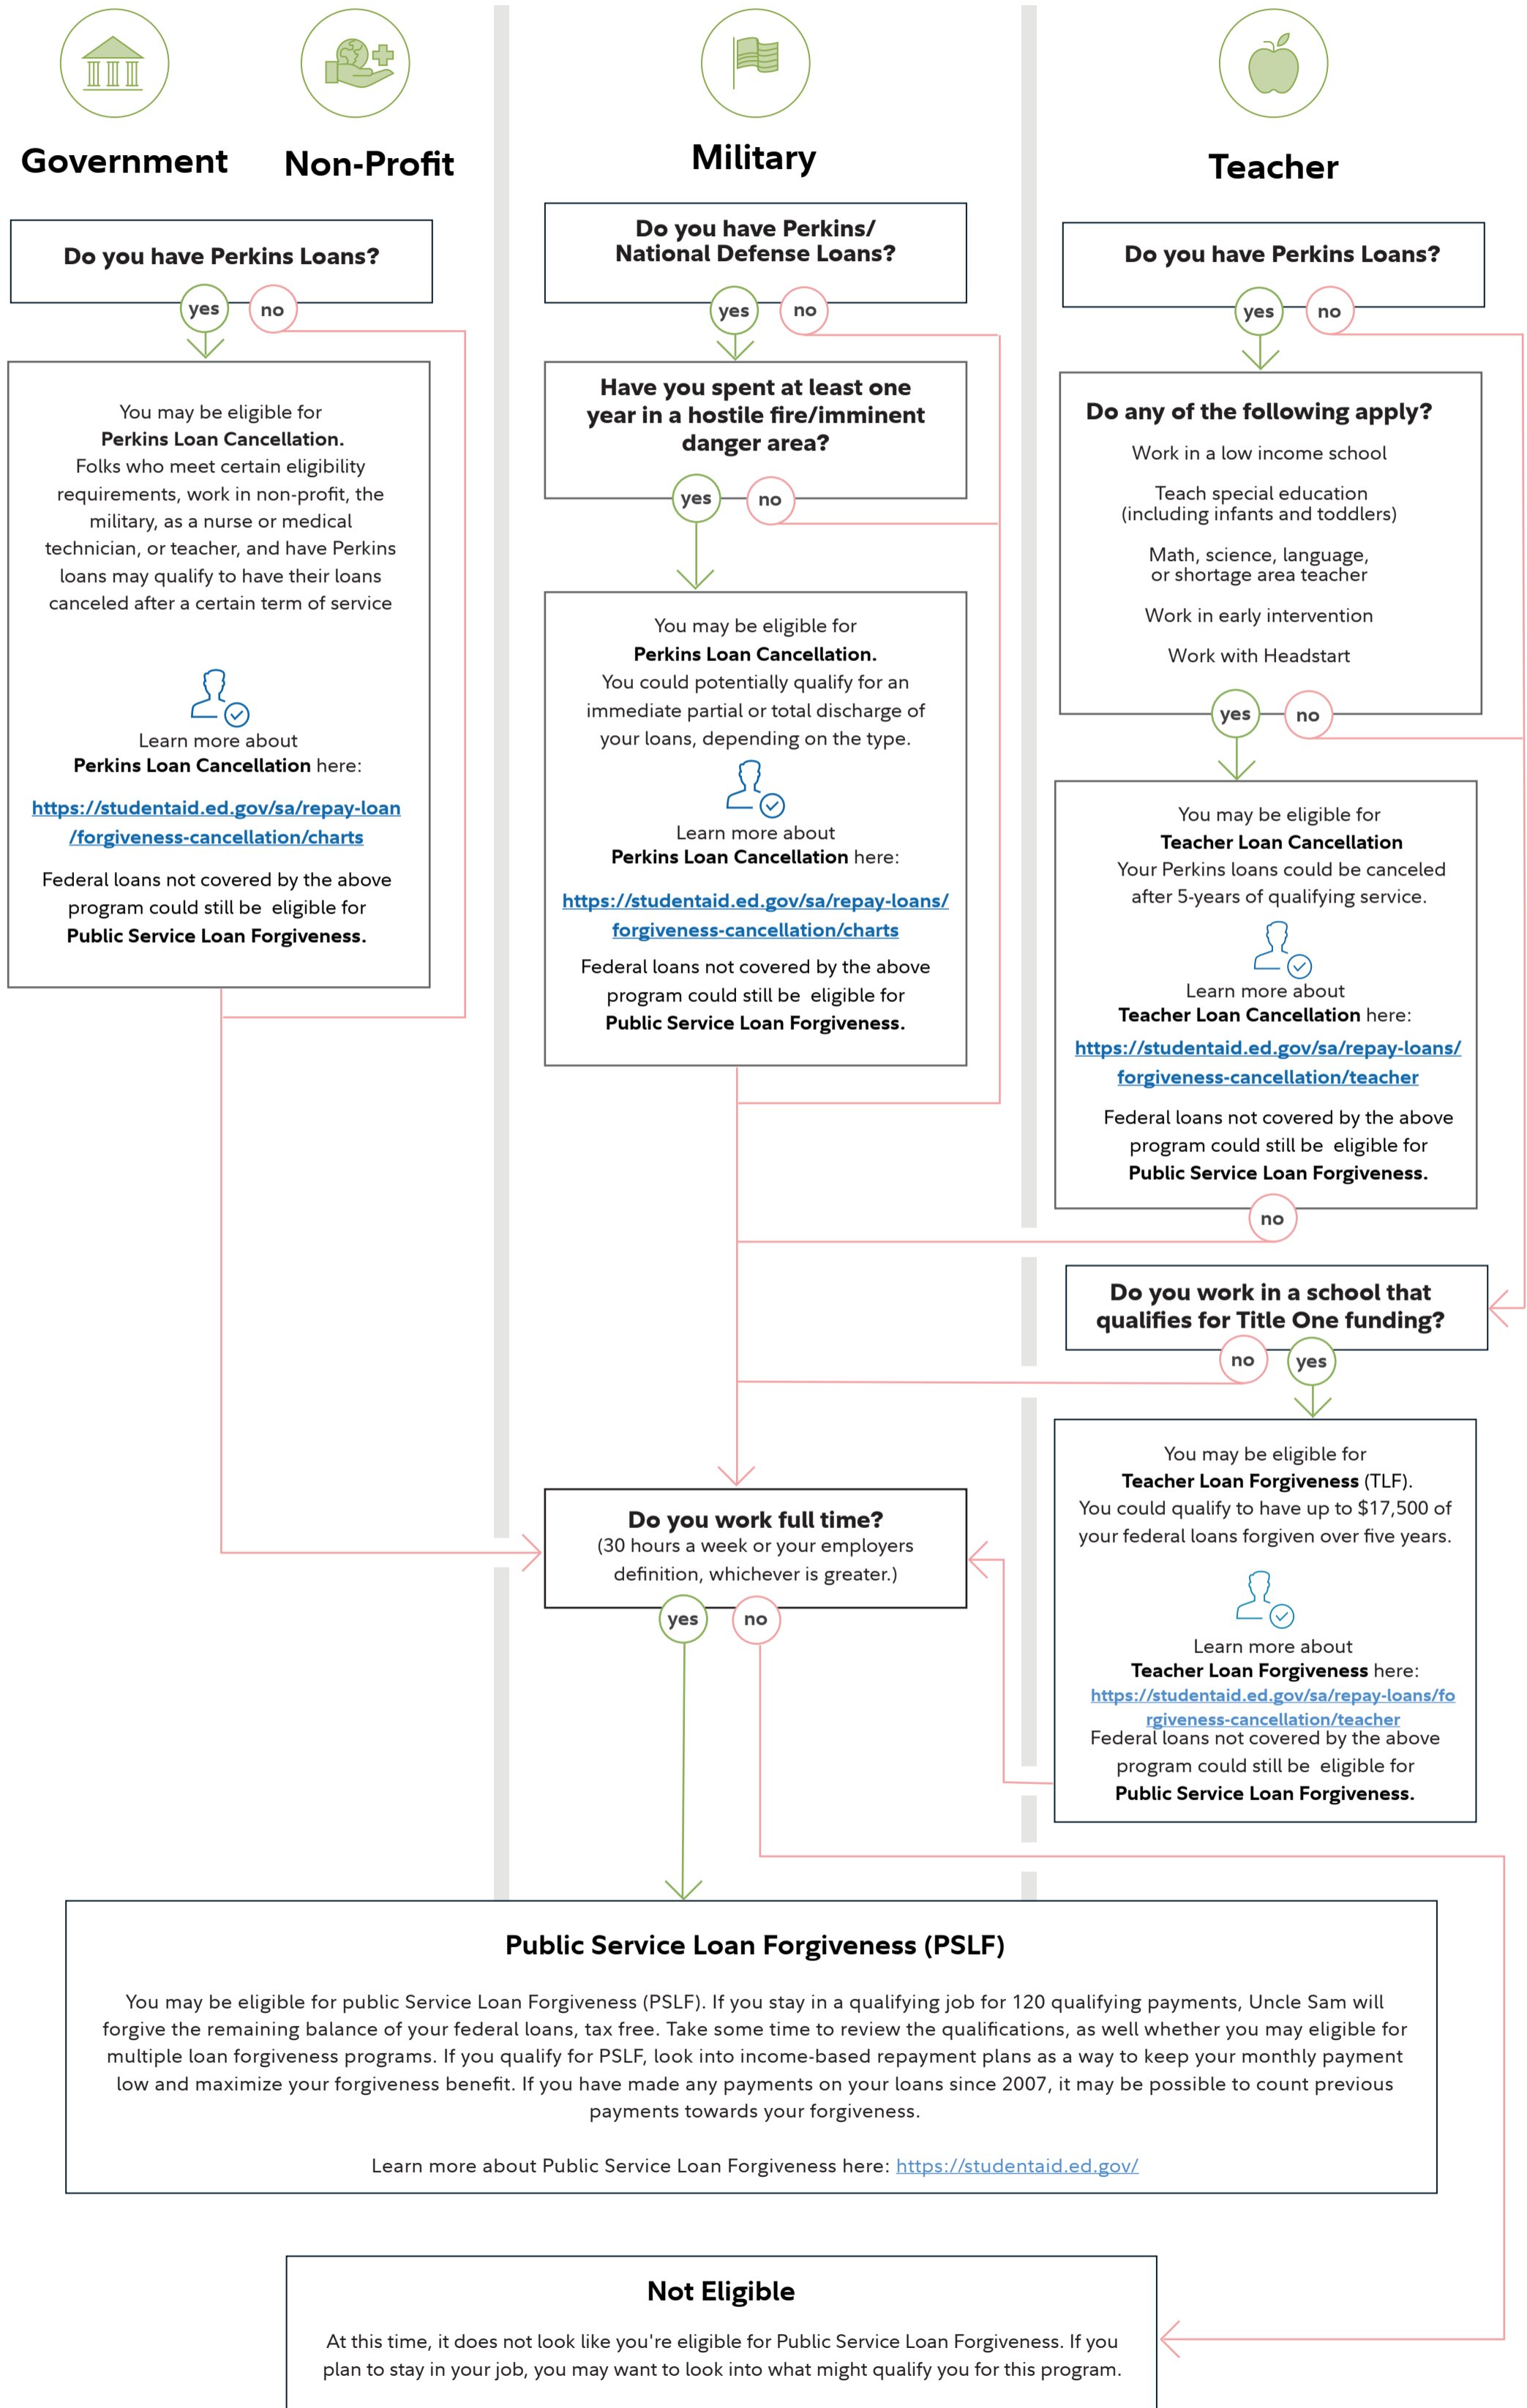 Government
Non-Profit
Do you have Perkins Loans?
yes
no
You may be eligible for
Perkins Loan Cancellation.
Folks who meet certain eligibility
requirements, work in non-profit, the
military, as a nurse or medical
technician, or teacher, and have Perkins
loans may qualify to have their loans
canceled after a certain term of service
Learn more about
Perkins Loan Cancellation here:
https://studentaid.ed.gov/sa/repay-loan
/forgiveness-cancellation/charts
Federal loans not covered by the above
program could still be eligible for
Public Service Loan Forgiveness.
Military
Do you have Perkins/
National Defense Loans?
yes
no
Have you spent at least one
year in a hostile fire/imminent
danger area?
yes
no
You may be eligible for
Perkins Loan Cancellation.
You could potentially qualify for an
immediate partial or total discharge of
your loans, depending on the type.
Learn more about
Perkins Loan Cancellation here:
https://studentaid.ed.gov/sa/repay-loans/
forgiveness-cancellation/charts
Federal loans not covered by the above
program could still be eligible for
Public Service Loan Forgiveness.
Teacher
Do you have Perkins Loans?
yes
no
Do any of the following apply?
Work in a low income school
Teach special education
(including infants and toddlers)
Math, science, language,
or shortage area teacher
Work in early intervention
Work with Headstart
yes
no
You may be eligible for
Teacher Loan Cancellation
Your Perkins loans could be canceled
after 5-years of qualifying service.
Learn more about
Teacher Loan Cancellation here:
https://studentaid.ed.gov/sa/repay-loans/
forgiveness-cancellation/teacher
Federal loans not covered by the above
program could still be eligible for
Public Service Loan Forgiveness.
no
Do you work in a school that
qualifies for Title One funding?
no
yes
You may be eligible for
Teacher Loan Forgiveness (TLF).
You could qualify to have up to $17,500 of
your federal loans forgiven over five years.
Learn more about
Teacher Loan Forgiveness here:
https://studentaid.ed.gov/sa/repay-loans/fo
rgiveness-cancellation/teacher
Federal loans not covered by the above
program could still be eligible for
Public Service Loan Forgiveness.
Do you work full time?
(30 hours a week or your employers
definition, whichever is greater.)
yes
no
Public Service Loan Forgiveness (PSLF)
You may be eligible for public Service Loan Forgiveness (PSLF). If you stay in a qualifying job for 120 qualifying payments, Uncle Sam will
forgive the remaining balance of your federal loans, tax free. Take some time to review the qualifications, as well whether you may eligible for
multiple loan forgiveness programs. If you qualify for PSLF, look into income-based repayment plans as a way to keep your monthly payment
low and maximize your forgiveness benefit. If you have made any payments on your loans since 2007, it may be possible to count previous
payments towards your forgiveness.
Learn more about Public Service Loan Forgiveness here: https://studentaid.ed.gov/
Not Eligible
At this time, it does not look like you're eligible for Public Service Loan Forgiveness. If you
plan to stay in your job, you may want to look into what might qualify you for this program.